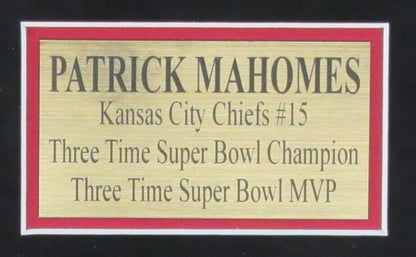 PATRICK MAHOMES
Kansas City Chiefs #15
Three Time Super Bowl Champion
Three Time Super Bowl MVP